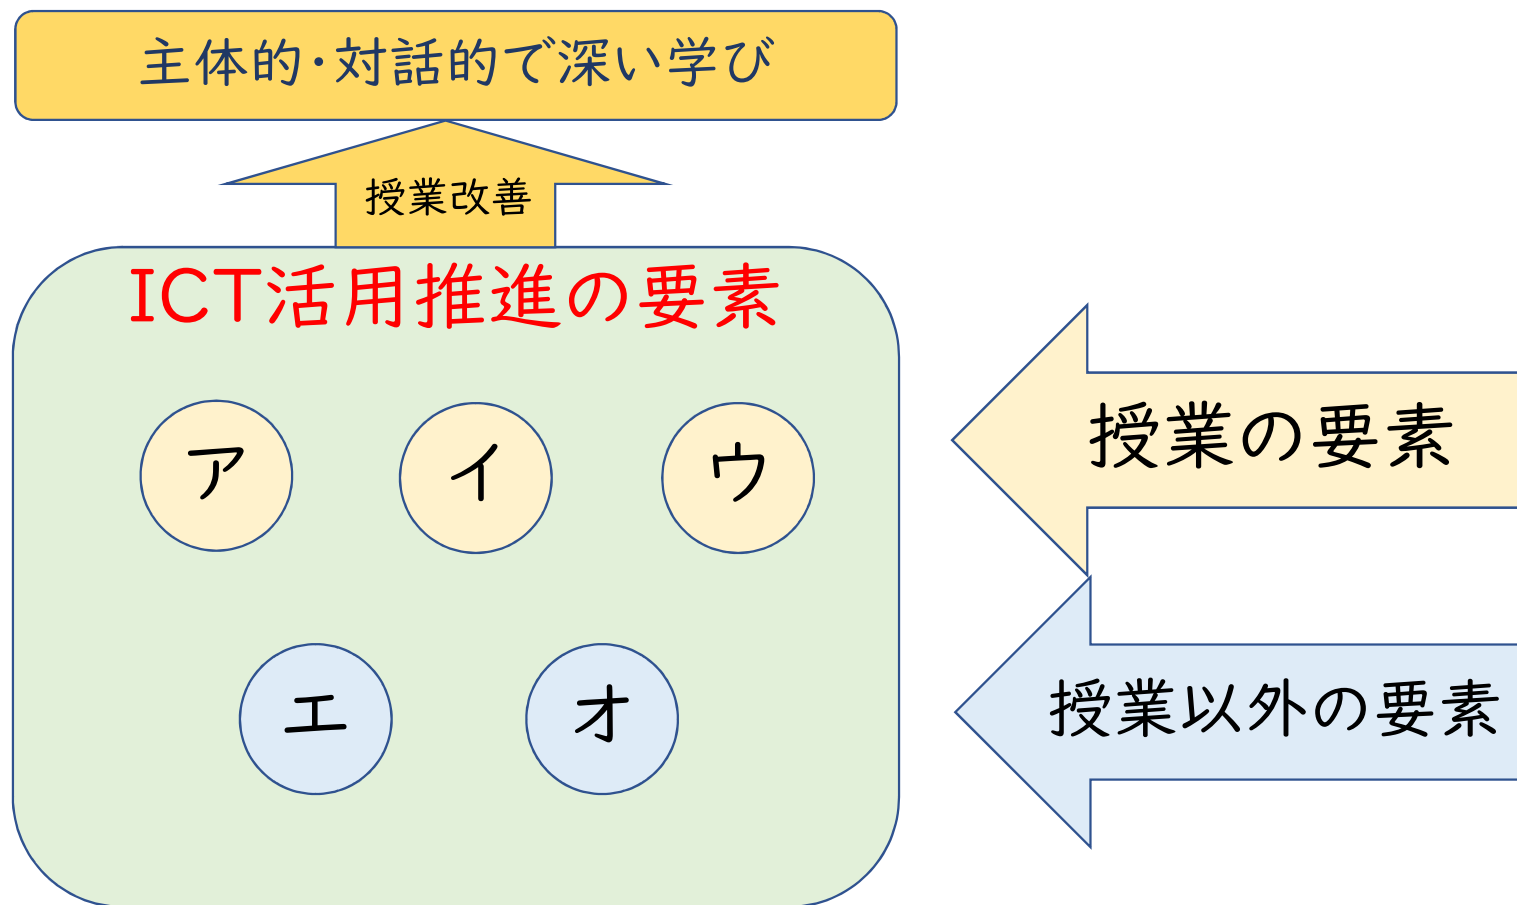 主体的・対話的で深い学び
授業改善
ICT活用推進の要素
ア
イ
ウ
エ
オ
授業の要素
授業以外の要素